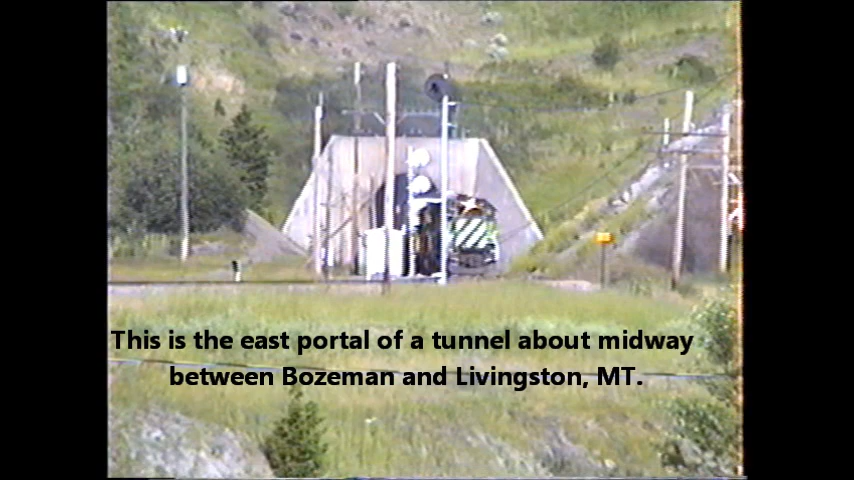 This is the east portal of a tunnel about midway
between Bozeman and Livingston, MT.